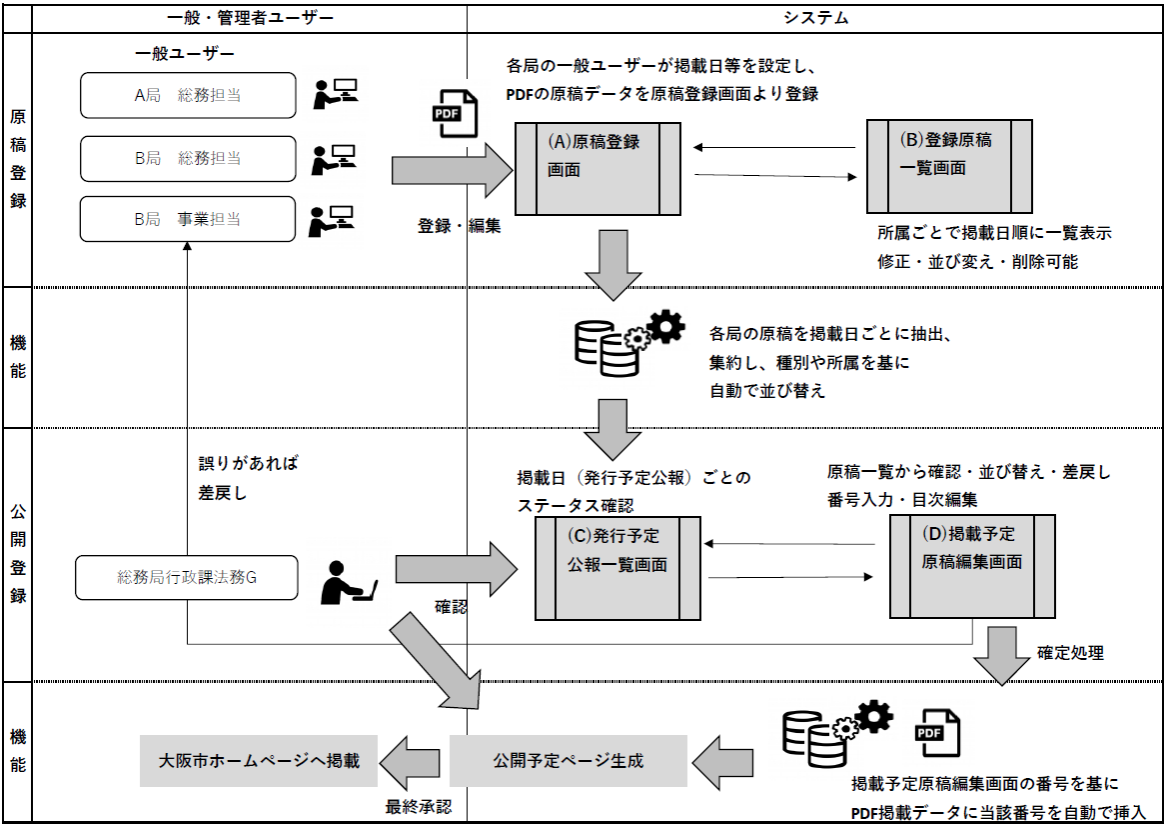 一般・管理者ユーザー
システム
原稿登録
一般ユーザー
A局 総務担当
B局 総務担当
B局 事業担当
PDF
登録・編集
各局の一般ユーザーが掲載日等を設定し、
PDFの原稿データを原稿登録画面より登録
(A)原稿登録
画面
(B)登録原稿
一覧画面
所属ごとで掲載日順に一覧表示
修正・並び変え・削除可能
機能
各局の原稿を掲載日ごとに抽出、
集約し、種別や所属を基に
自動で並び替え
公開登録
誤りがあれば
差戻し
総務局行政課法務G
確認
掲載日（発行予定公報）ごとの
ステータス確認
(C)発行予定
公報一覧画面
原稿一覧から確認・並び替え・差戻し
番号入力・目次編集
(D)掲載予定
原稿編集画面
確定処理
機能
大阪市ホームページへ掲載
最終承認
公開予定ページ生成
PDF
掲載予定原稿編集画面の番号を基に
PDF掲載データに当該番号を自動で挿入